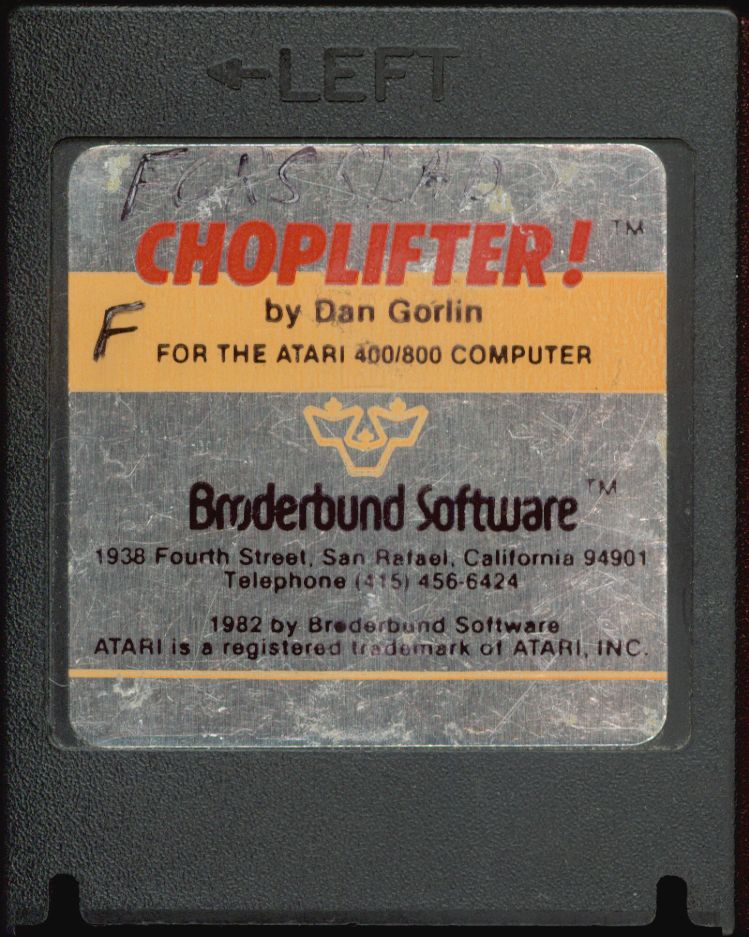 LEFT
CHOPLIFTER! ™
by Dan Gorlin
F
FOR THE ATARI 400/800 COMPUTER
Brøderbund Software ™
1938 Fourth Street, San Rafael, California 94901
Telephone (415) 456-6424
1982 by Brøderbund Software
ATARI is a registered trademark of ATARI, INC.